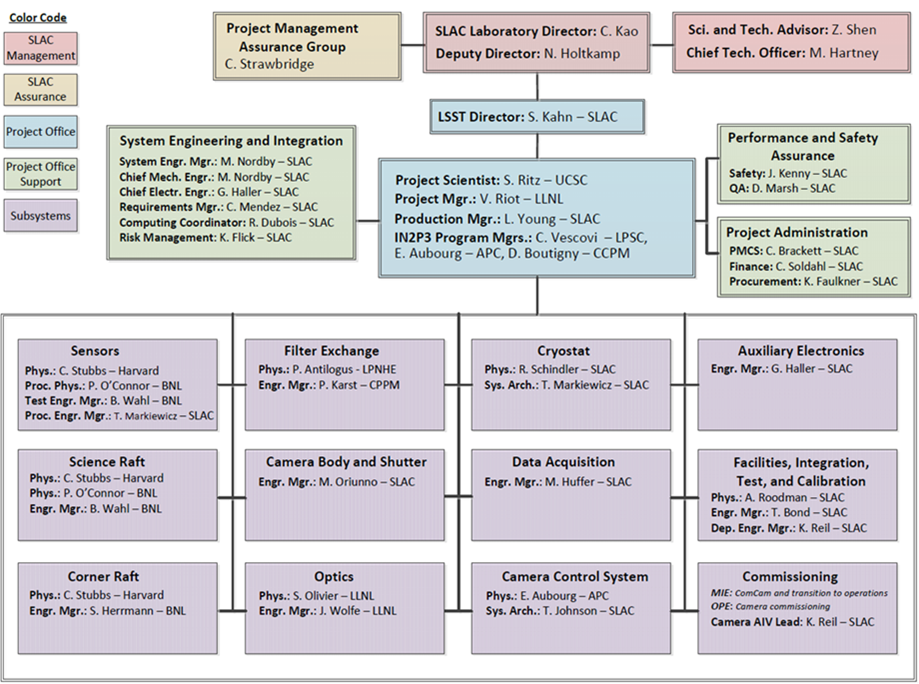 Color Code
SLAC
Management
SLAC
Assurance
Project Office
Project Office
Support
Subsystems
Project Management
Assurance Group
C. Strawbridge
SLAC Laboratory Director: C. Kao
Deputy Director: N. Holtkamp
Sci. and Tech. Advisor: Z. Shen
Chief Tech. Officer: M. Hartney
LSST Director: S. Kahn – SLAC
System Engineering and Integration
System Engr. Mgr.: M. Nordby – SLAC
Chief Mech. Engr.: M. Nordby – SLAC
Chief Electr. Engr.: G. Haller – SLAC
Requirements Mgr.: C. Mendez – SLAC
Computing Coordinator: R. Dubois – SLAC
Risk Management: K. Flick – SLAC
Project Scientist: S. Ritz – UCSC
Project Mgr.: V. Riot – LLNL
Production Mgr.: L. Young – SLAC
IN2P3 Program Mgrs.: C. Vescovi – LPSC,
E. Aubourg – APC, D. Boutigny – CCPM
Performance and Safety
Assurance
Safety: J. Kenny – SLAC
QA: D. Marsh – SLAC
Project Administration
PMCS: C. Brackett – SLAC
Finance: C. Soldahl – SLAC
Procurement: K. Faulkner – SLAC
Sensors
Phys.: C. Stubbs – Harvard
Proc. Phys.: P. O'Connor – BNL
Test Engr. Mgr.: B. Wahl – BNL
Proc. Engr. Mgr.: T. Markiewicz – SLAC
Filter Exchange
Phys.: P. Antilogus - LPNHE
Engr. Mgr.: P. Karst – CPPM
Cryostat
Phys.: R. Schindler – SLAC
Sys. Arch.: T. Markiewicz – SLAC
Auxiliary Electronics
Engr. Mgr.: G. Haller – SLAC
Science Raft
Phys.: C. Stubbs – Harvard
Phys.: P. O'Connor – BNL
Engr. Mgr.: B. Wahl – BNL
Camera Body and Shutter
Engr. Mgr.: M. Oriunno – SLAC
Data Acquisition
Engr. Mgr.: M. Huffer – SLAC
Facilities, Integration,
Test, and Calibration
Phys.: A. Roodman – SLAC
Engr. Mgr.: T. Bond – SLAC
Dep. Engr. Mgr.: K. Reil – SLAC
Corner Raft
Phys.: C. Stubbs – Harvard
Engr. Mgr.: S. Herrmann – BNL
Optics
Phys.: S. Olivier – LLNL
Engr. Mgr.: J. Wolfe – LLNL
Camera Control System
Phys.: E. Aubourg – APC
Sys. Arch.: T. Johnson – SLAC
Commissioning
MIE: ComCam and transition to operations
OPE: Camera commissioning
Camera AIV Lead: K. Reil – SLAC